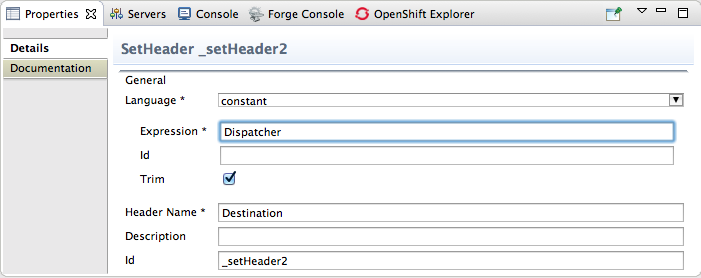 Properties Servers Console Forge Console OpenShift Explorer
Details
Documentation
SetHeader _setHeader2
General
Language * constant
Expression * Dispatcher
Id
Trim
Header Name * Destination
Description
Id _setHeader2